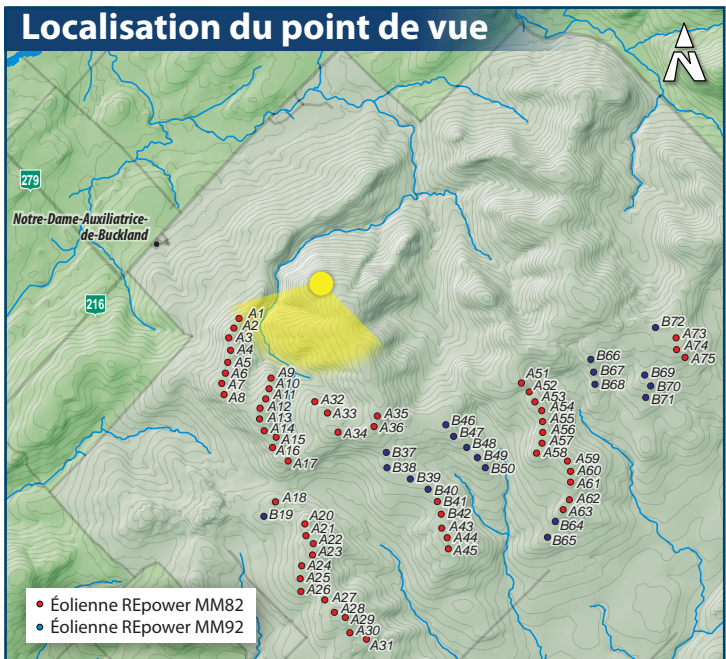 Localisation du point de vue
N
279
Notre-Dame-Auxiliatrice-
de-Buckland
216
A1
A2
A3
A4
A5
A6
A7
A8
A9
A10
A11
A12
A13
A14
A15
A16
A17
A18
B19
A20
A21
A22
A23
A24
A25
A26
A27
A28
A29
A30
A31
A32
A33
A34
A35
A36
B37
B38
B39
B40
B41
B42
A43
A44
A45
B46
B47
B48
B49
B50
A51
A52
A53
A54
A55
A56
A57
A58
A59
A60
A61
A62
A63
B64
B65
B66
B67
B68
B69
B70
B71
B72
A73
A74
A75
Éolienne REpower MM82
Éolienne REpower MM92